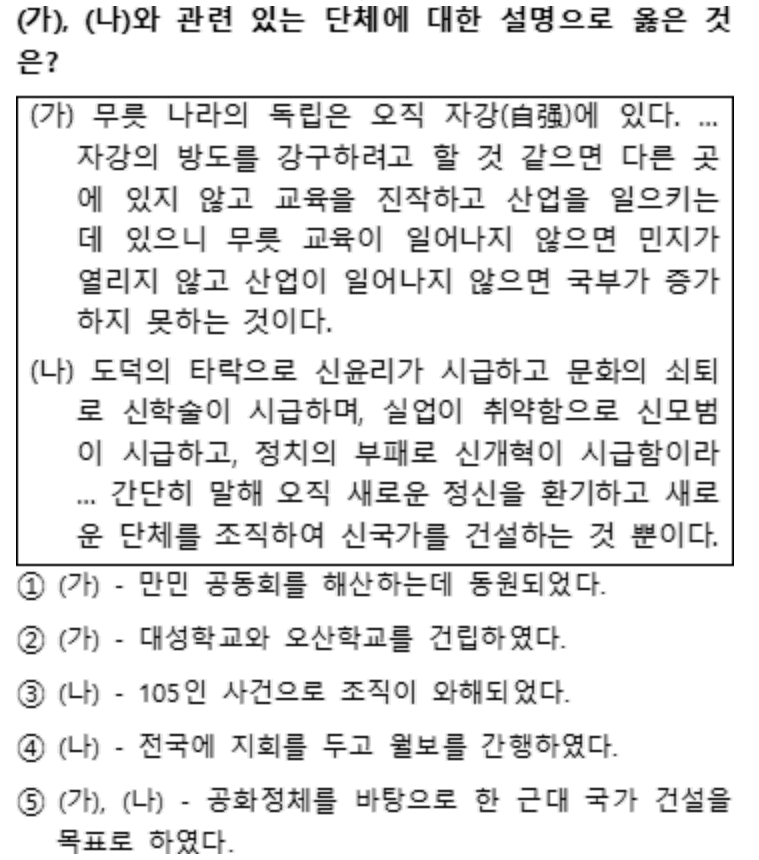 (가), (나)와 관련 있는 단체에 대한 설명으로 옳은 것
은?
(가) 무릇 나라의 독립은 오직 자강(自强)에 있다. ...
자강의 방도를 강구하려고 할 것 같으면 다른 곳
에 있지 않고 교육을 진작하고 산업을 일으키는
데 있으니 무릇 교육이 일어나지 않으면 민지가
열리지 않고 산업이 일어나지 않으면 국부가 증가
하지 못하는 것이다.
(나) 도덕의 타락으로 신윤리가 시급하고 문화의 쇠퇴
로 신학술이 시급하며, 실업이 취약함으로 신모범
이 시급하고, 정치의 부패로 신개혁이 시급함이라
... 간단히 말해 오직 새로운 정신을 환기하고 새로
운 단체를 조직하여 신국가를 건설하는 것 뿐이다.
① (가) - 만민 공동회를 해산하는데 동원되었다.
② (가) - 대성학교와 오산학교를 건립하였다.
③ (나) - 105인 사건으로 조직이 와해되었다.
④ (나) - 전국에 지회를 두고 월보를 간행하였다.
⑤ (가), (나) - 공화정체를 바탕으로 한 근대 국가 건설을
목표로 하였다.